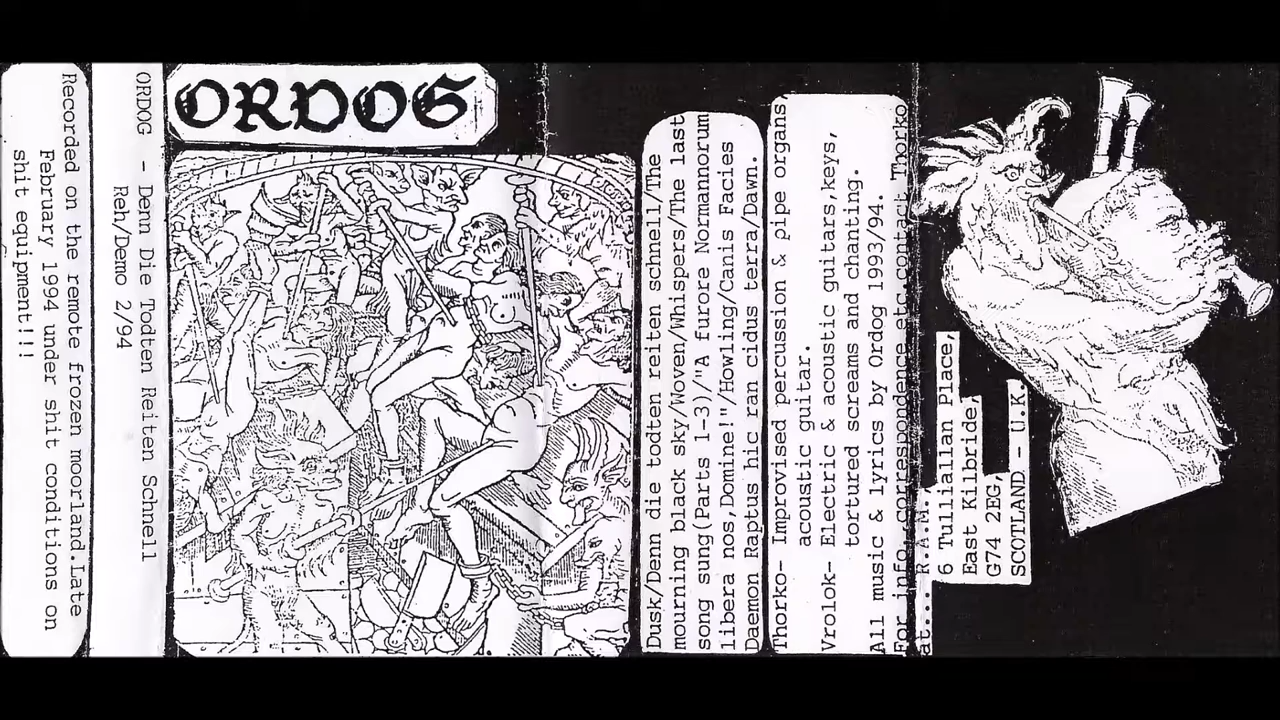 Recorded on the remote frozen moorland.Late
February 1994 under shit conditions on
shit equipment!!!
ORDOG - Denn Die Todten Reiten Schnell
Reh/Demo 2/94
ORDOG
Dusk/Denn die todten reiten schnell/The
mourning black sky/Woven/Whispers/The last
song sung(Parts 1-3)/"A furore Normannorum
libera nos,Domine!"/Howling/Canis Facies
Daemon Raptus hic ran cidus terra/Dawn.
Thorko- Improvised percussion & pipe organs,
acoustic guitar.
Vrolok- Electric & acoustic guitars,keys,
tortured screams and chanting.
All music & lyrics by Ordog 1993/94.
For info,correspondence etc.contact Thorko
at... R.A.M.,
6 Tulliallan Place,
East Kilbride,
G74 2EG,
SCOTLAND - U.K.